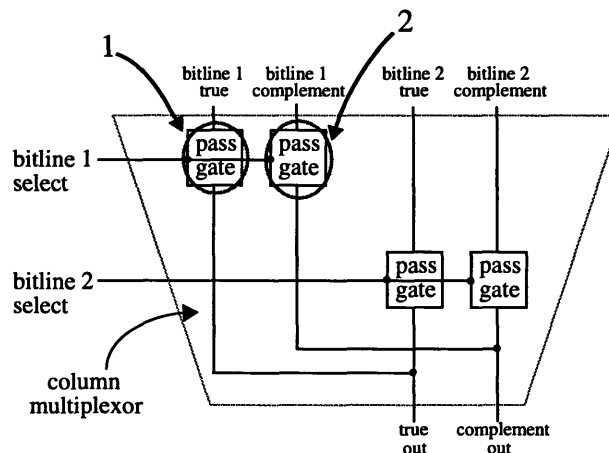 1
2
bitline 1
true
bitline 1
complement
bitline 2
true
bitline 2
complement
pass
gate
pass
gate
bitline 1
select
pass
gate
pass
gate
bitline 2
select
column
multiplexor
true
out
complement
out